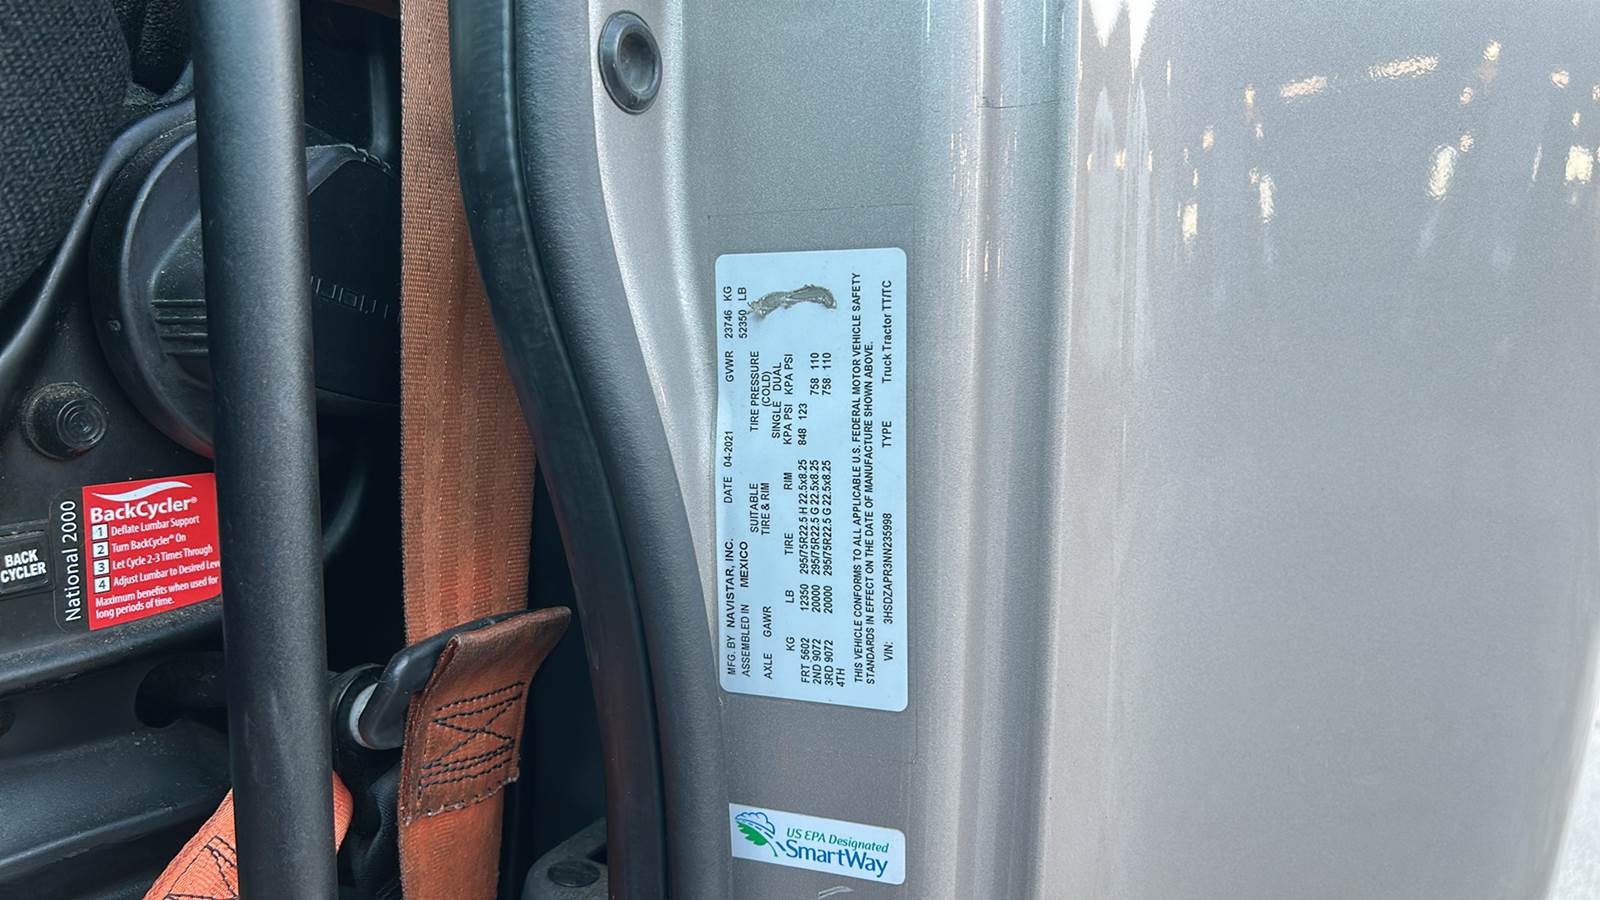 MFG. BY NAVISTAR, INC. DATE 04-2021 GVWR 23746 KG
ASSEMBLED IN MEXICO 52350 LB
SUITABLE TIRE PRESSURE
AXLE GAWR TIRE & RIM (COLD)
SINGLE DUAL
KG LB TIRE RIM KPA PSI KPA PSI
FRT 5602 12350 295/75R22.5 H 22.5x8.25 848 123
2ND 9072 20000 295/75R22.5 G 22.5x8.25 758 110
3RD 9072 20000 295/75R22.5 G 22.5x8.25 758 110
4TH
THIS VEHICLE CONFORMS TO ALL APPLICABLE U.S. FEDERAL MOTOR VEHICLE SAFETY
STANDARDS IN EFFECT ON THE DATE OF MANUFACTURE SHOWN ABOVE.
VIN: 3HSDZAPR3NN235998 TYPE Truck Tractor TT/TC
US EPA Designated
SmartWay
BACK
CYCLER
National 2000
BackCycler®
1 Deflate Lumbar Support
2 Turn BackCycler® On
3 Let Cycle 2-3 Times Through
4 Adjust Lumbar to Desired
Maximum benefits when used for
long periods of time.